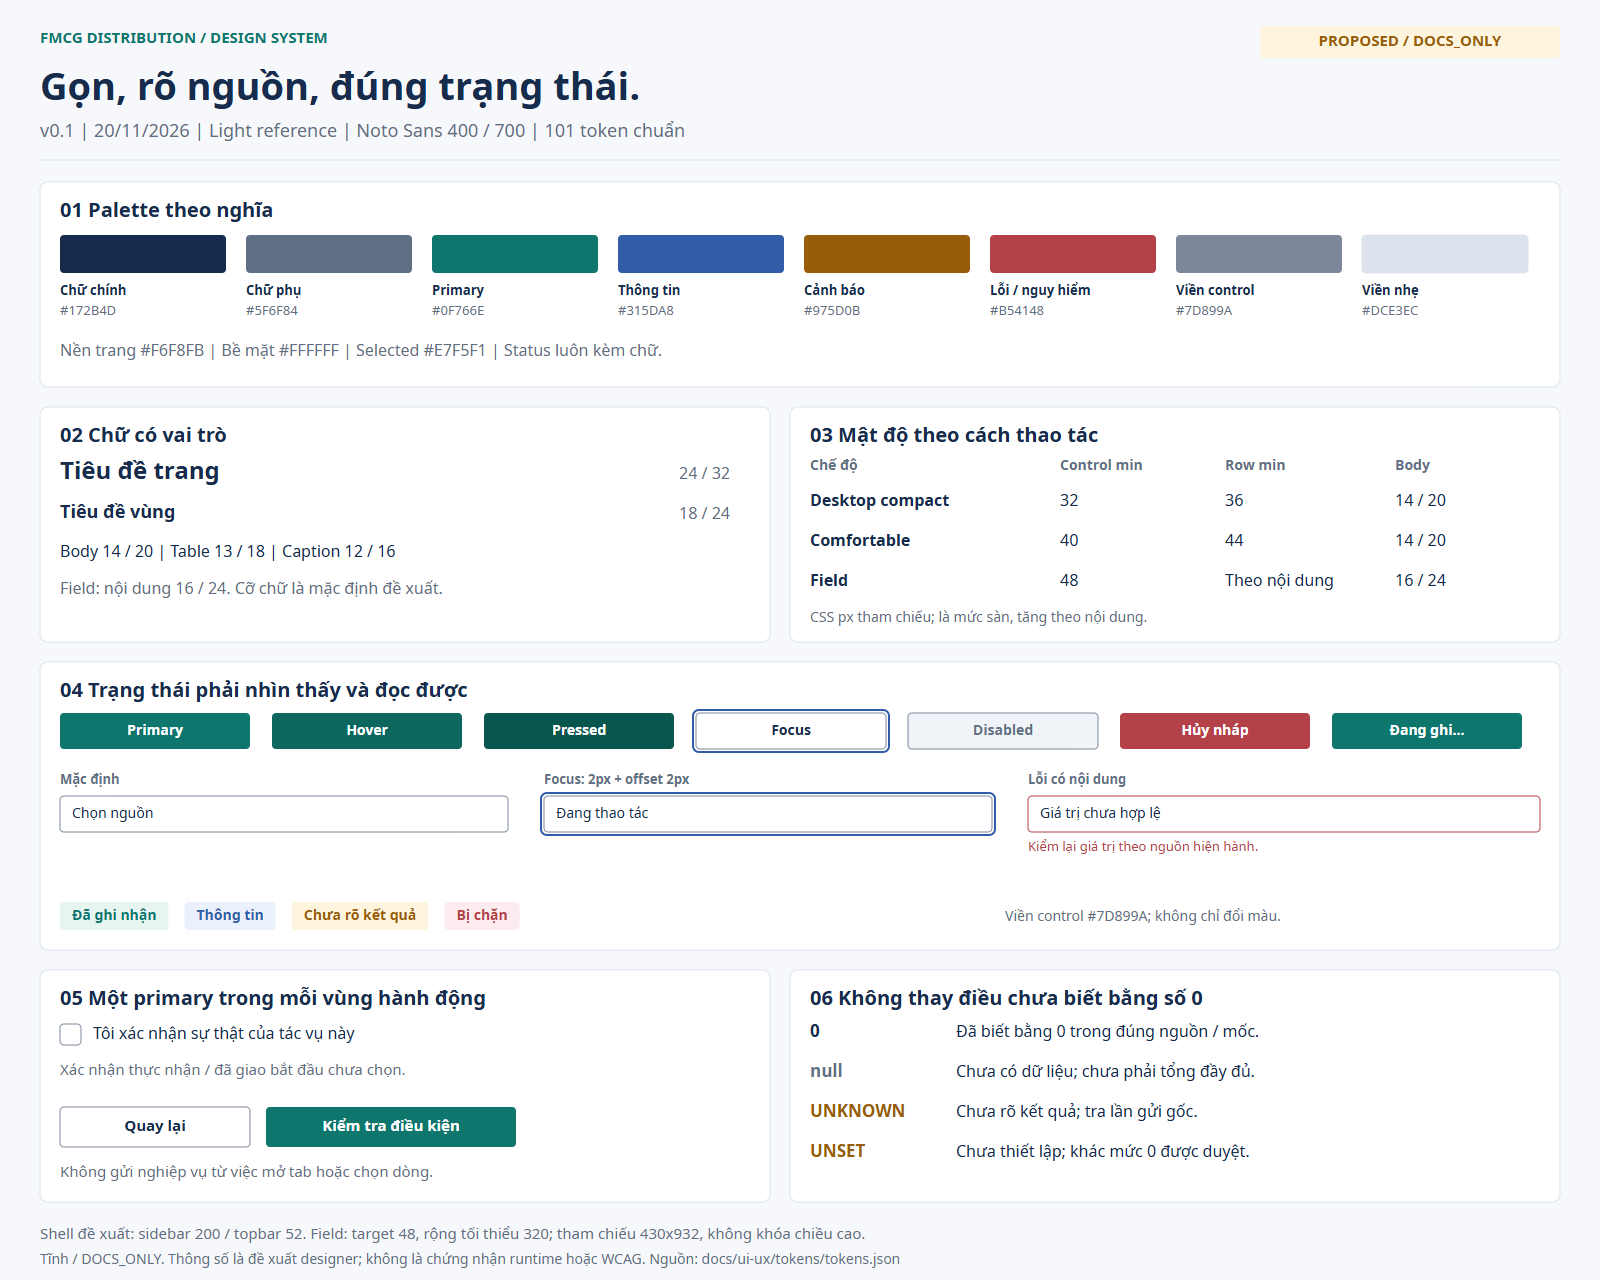 FMCG DISTRIBUTION / DESIGN SYSTEM
PROPOSED / DOCS_ONLY
Gọn, rõ nguồn, đúng trạng thái.
v0.1 | 20/11/2026 | Light reference | Noto Sans 400 / 700 | 101 token chuẩn
01 Palette theo nghĩa
Chữ chính
#172B4D
Chữ phụ
#5F6F84
Primary
#0F766E
Thông tin
#315DA8
Cảnh báo
#975D0B
Lỗi / nguy hiểm
#B54148
Viền control
#7D899A
Viền nhẹ
#DCE3EC
Nền trang #F6F8FB | Bề mặt #FFFFFF | Selected #E7F5F1 | Status luôn kèm chữ.
02 Chữ có vai trò
Tiêu đề trang 24 / 32
Tiêu đề vùng 18 / 24
Body 14 / 20 | Table 13 / 18 | Caption 12 / 16
Field: nội dung 16 / 24. Cỡ chữ là mặc định đề xuất.
03 Mật độ theo cách thao tác
Chế độ Control min Row min Body
Desktop compact 32 36 14 / 20
Comfortable 40 44 14 / 20
Field 48 Theo nội dung 16 / 24
CSS px tham chiếu; là mức sàn, tăng theo nội dung.
04 Trạng thái phải nhìn thấy và đọc được
Primary Hover Pressed Focus Disabled Hủy nháp Đang ghi...
Mặc định
Chọn nguồn
Focus: 2px + offset 2px
Đang thao tác
Lỗi có nội dung
Giá trị chưa hợp lệ
Kiểm lại giá trị theo nguồn hiện hành.
Đã ghi nhận Thông tin Chưa rõ kết quả Bị chặn
Viền control #7D899A; không chỉ đổi màu.
05 Một primary trong mỗi vùng hành động
Tôi xác nhận sự thật của tác vụ này
Xác nhận thực nhận / đã giao bắt đầu chưa chọn.
Quay lại Kiểm tra điều kiện
Không gửi nghiệp vụ từ việc mở tab hoặc chọn dòng.
06 Không thay điều chưa biết bằng số 0
0 Đã biết bằng 0 trong đúng nguồn / mốc.
null Chưa có dữ liệu; chưa phải tổng đầy đủ.
UNKNOWN Chưa rõ kết quả; tra lần gửi gốc.
UNSET Chưa thiết lập; khác mức 0 được duyệt.
Shell đề xuất: sidebar 200 / topbar 52. Field: target 48, rộng tối thiểu 320; tham chiếu 430x932, không khóa chiều cao.
Tĩnh / DOCS_ONLY. Thông số là đề xuất designer; không là chứng nhận runtime hoặc WCAG. Nguồn: docs/ui-ux/tokens/tokens.json